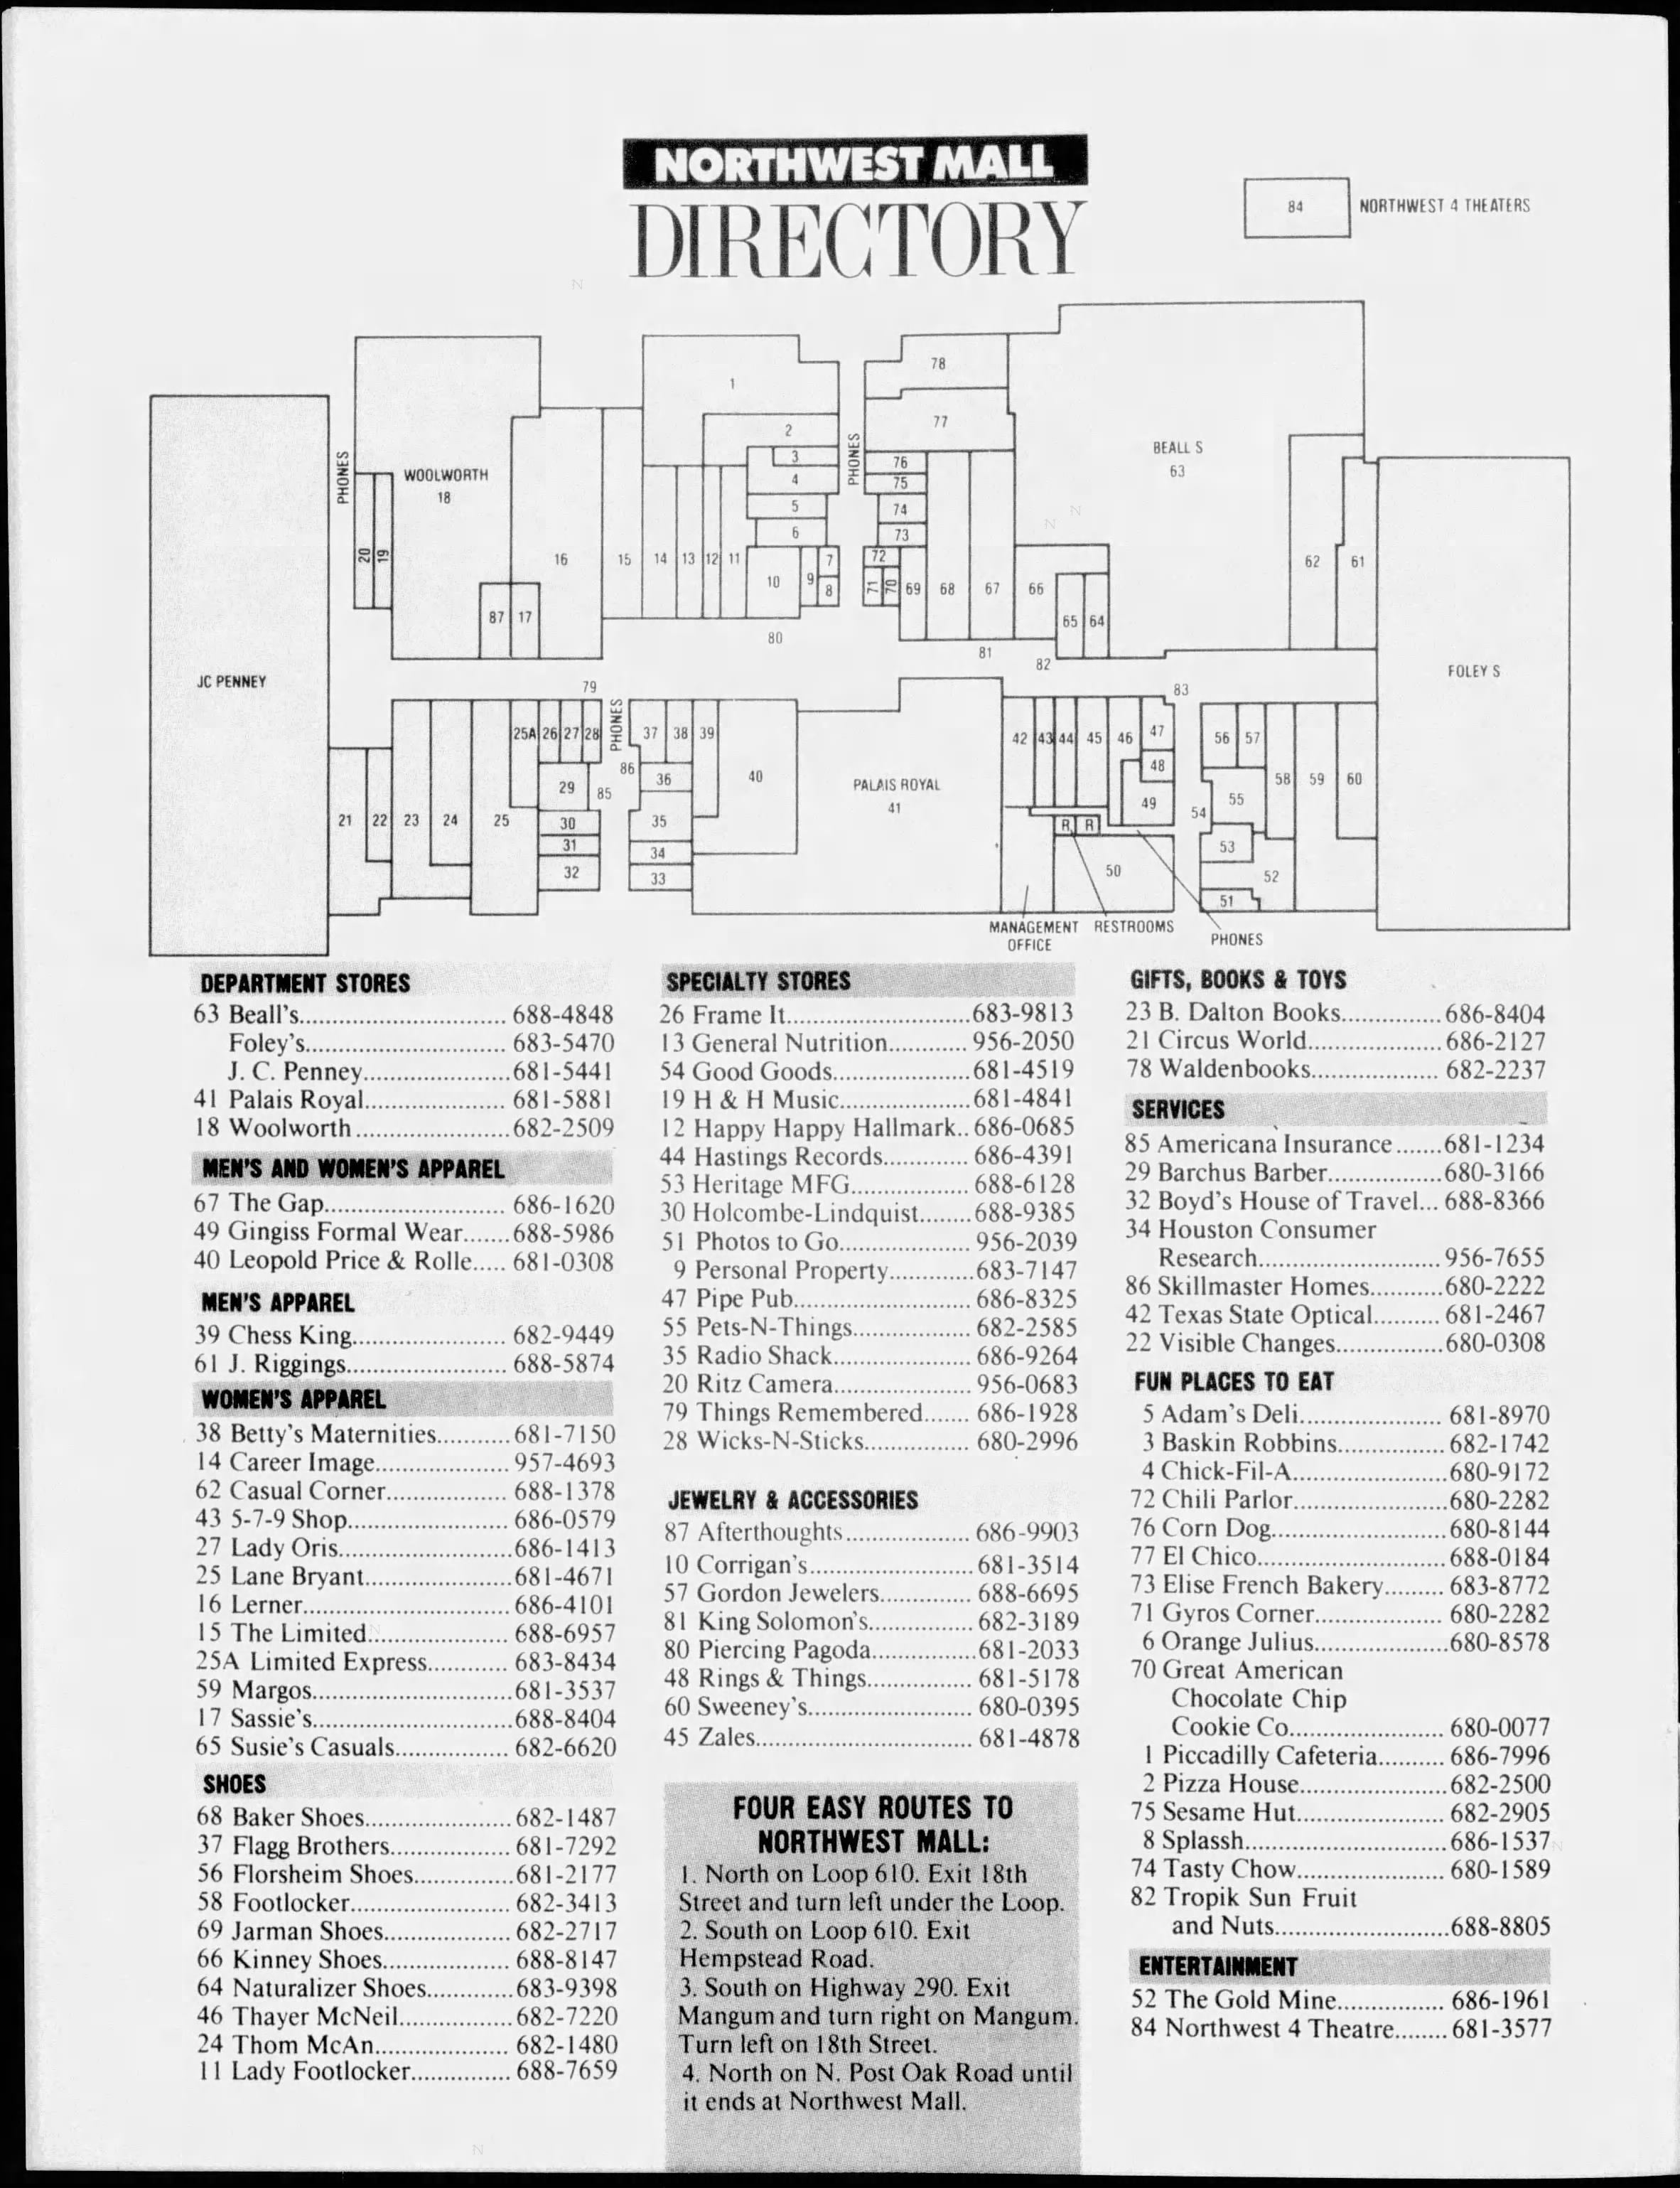 NORTHWEST MALL
DIRECTORY
84 NORTHWEST 4 THEATERS
78
1
77
2
PHONES
3
76
BEALL S
63
PHONES
WOOLWORTH
18
4
75
5
74
6
73
20
19
16
15
14
13
12
11
10
9
7
8
72
71
70
69
68
67
66
62
61
87
17
65
64
80
81
82
JC PENNEY
FOLEY S
79
83
25A
26
27
28
PHONES
37
38
39
42
43
44
45
46
47
56
57
86
36
40
48
29
85
PALAIS ROYAL
41
49
55
58
59
60
21
22
23
24
25
30
35
54
R
R
31
34
53
32
33
50
52
51
MANAGEMENT
OFFICE
RESTROOMS
PHONES
DEPARTMENT STORES
63 Beall's.............................. 688-4848
Foley's.............................. 683-5470
J. C. Penney......................681-5441
41 Palais Royal..................... 681-5881
18 Woolworth.......................682-2509
MEN'S AND WOMEN'S APPAREL
67 The Gap........................... 686-1620
49 Gingiss Formal Wear.......688-5986
40 Leopold Price & Rolle..... 681-0308
MEN'S APPAREL
39 Chess King....................... 682-9449
61 J. Riggings........................ 688-5874
WOMEN'S APPAREL
38 Betty's Maternities...........681-7150
14 Career Image.................... 957-4693
62 Casual Corner.................. 688-1378
43 5-7-9 Shop........................ 686-0579
27 Lady Oris..........................686-1413
25 Lane Bryant......................681-4671
16 Lerner............................... 686-4101
15 The Limited..................... 688-6957
25A Limited Express............ 683-8434
59 Margos..............................681-3537
17 Sassie's..............................688-8404
65 Susie's Casuals................. 682-6620
SHOES
68 Baker Shoes......................682-1487
37 Flagg Brothers.................. 681-7292
56 Florsheim Shoes...............681-2177
58 Footlocker........................ 682-3413
69 Jarman Shoes................... 682-2717
66 Kinney Shoes................... 688-8147
64 Naturalizer Shoes.............683-9398
46 Thayer McNeil.................682-7220
24 Thom McAn.................... 682-1480
11 Lady Footlocker............... 688-7659
SPECIALTY STORES
26 Frame It...........................683-9813
13 General Nutrition............ 956-2050
54 Good Goods....................681-4519
19 H & H Music...................681-4841
12 Happy Happy Hallmark.. 686-0685
44 Hastings Records............. 686-4391
53 Heritage MFG.................. 688-6128
30 Holcombe-Lindquist........688-9385
51 Photos to Go.................... 956-2039
9 Personal Property.............683-7147
47 Pipe Pub........................... 686-8325
55 Pets-N-Things.................. 682-2585
35 Radio Shack..................... 686-9264
20 Ritz Camera..................... 956-0683
79 Things Remembered....... 686-1928
28 Wicks-N-Sticks................ 680-2996
JEWELRY & ACCESSORIES
87 Afterthoughts................... 686-9903
10 Corrigan's.........................681-3514
57 Gordon Jewelers.............. 688-6695
81 King Solomon's................ 682-3189
80 Piercing Pagoda................681-2033
48 Rings & Things................ 681-5178
60 Sweeney's......................... 680-0395
45 Zales................................. 681-4878
FOUR EASY ROUTES TO
NORTHWEST MALL:
1. North on Loop 610. Exit 18th
Street and turn left under the Loop.
2. South on Loop 610. Exit
Hempstead Road.
3. South on Highway 290. Exit
Mangum and turn right on Mangum.
Turn left on 18th Street.
4. North on N. Post Oak Road until
it ends at Northwest Mall.
GIFTS, BOOKS & TOYS
23 B. Dalton Books...............686-8404
21 Circus World.................... 686-2127
78 Waldenbooks................... 682-2237
SERVICES
85 Americana Insurance.......681-1234
29 Barchus Barber.................680-3166
32 Boyd's House of Travel... 688-8366
34 Houston Consumer
Research............................ 956-7655
86 Skillmaster Homes...........680-2222
42 Texas State Optical.......... 681-2467
22 Visible Changes................680-0308
FUN PLACES TO EAT
5 Adam's Deli...................... 681-8970
3 Baskin Robbins................ 682-1742
4 Chick-Fil-A.......................680-9172
72 Chili Parlor.......................680-2282
76 Corn Dog..........................680-8144
77 El Chico............................688-0184
73 Elise French Bakery......... 683-8772
71 Gyros Corner................... 680-2282
6 Orange Julius....................680-8578
70 Great American
Chocolate Chip
Cookie Co....................... 680-0077
1 Piccadilly Cafeteria.......... 686-7996
2 Pizza House......................682-2500
75 Sesame Hut...................... 682-2905
8 Splassh..............................686-1537
74 Tasty Chow...................... 680-1589
82 Tropik Sun Fruit
and Nuts..........................688-8805
ENTERTAINMENT
52 The Gold Mine................ 686-1961
84 Northwest 4 Theatre........ 681-3577